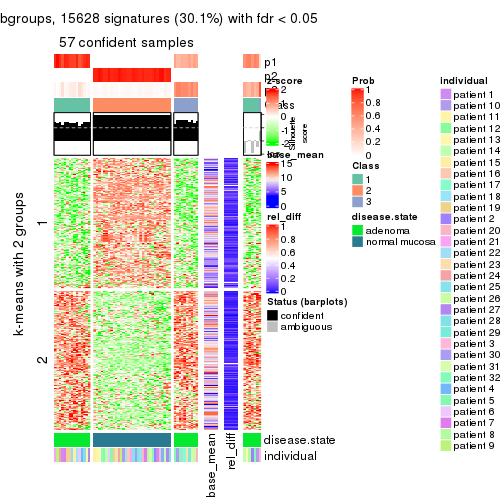 bgroups, 15628 signatures (30.1%) with fdr < 0.05
57 confident samples
p1
p2
Class
Silhouette
score
k-means with 2 groups
1
2
base_mean
rel_diff
disease.state
individual
z-score
2
1
0
-1
-2
base_mean
15
10
5
0
rel_diff
1
0.8
0.6
0.4
0.2
0
Status (barplots)
confident
ambiguous
Prob
1
0.8
0.6
0.4
0.2
0
Class
1
2
3
disease.state
adenoma
normal mucosa
individual
patient 1
patient 10
patient 11
patient 12
patient 13
patient 14
patient 15
patient 16
patient 17
patient 18
patient 19
patient 2
patient 20
patient 21
patient 22
patient 23
patient 24
patient 25
patient 26
patient 27
patient 28
patient 29
patient 3
patient 30
patient 31
patient 32
patient 4
patient 5
patient 6
patient 7
patient 8
patient 9